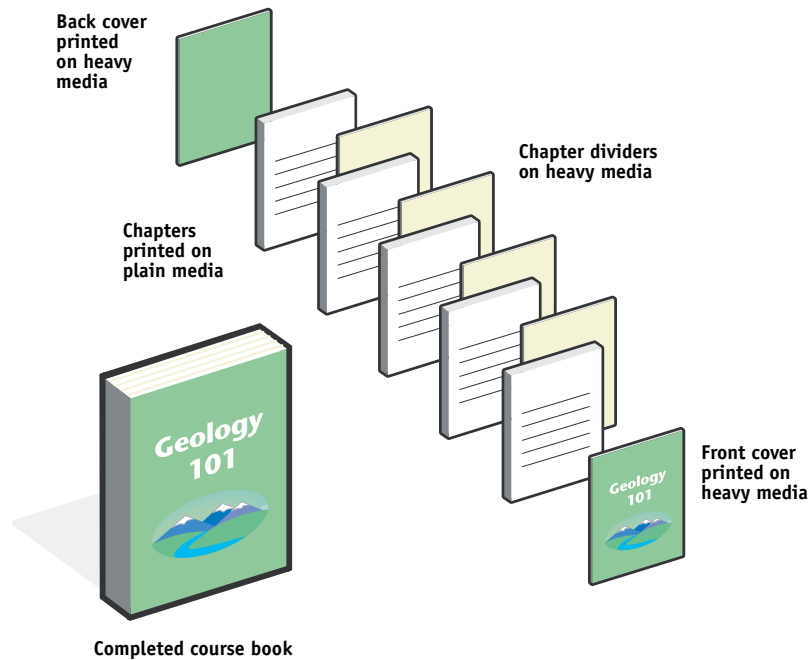 Back cover
printed
on heavy
media
Chapter dividers
on heavy media
Chapters
printed on
plain media
Geology
101
Front cover
printed on
heavy media
Geology
101
Completed course book